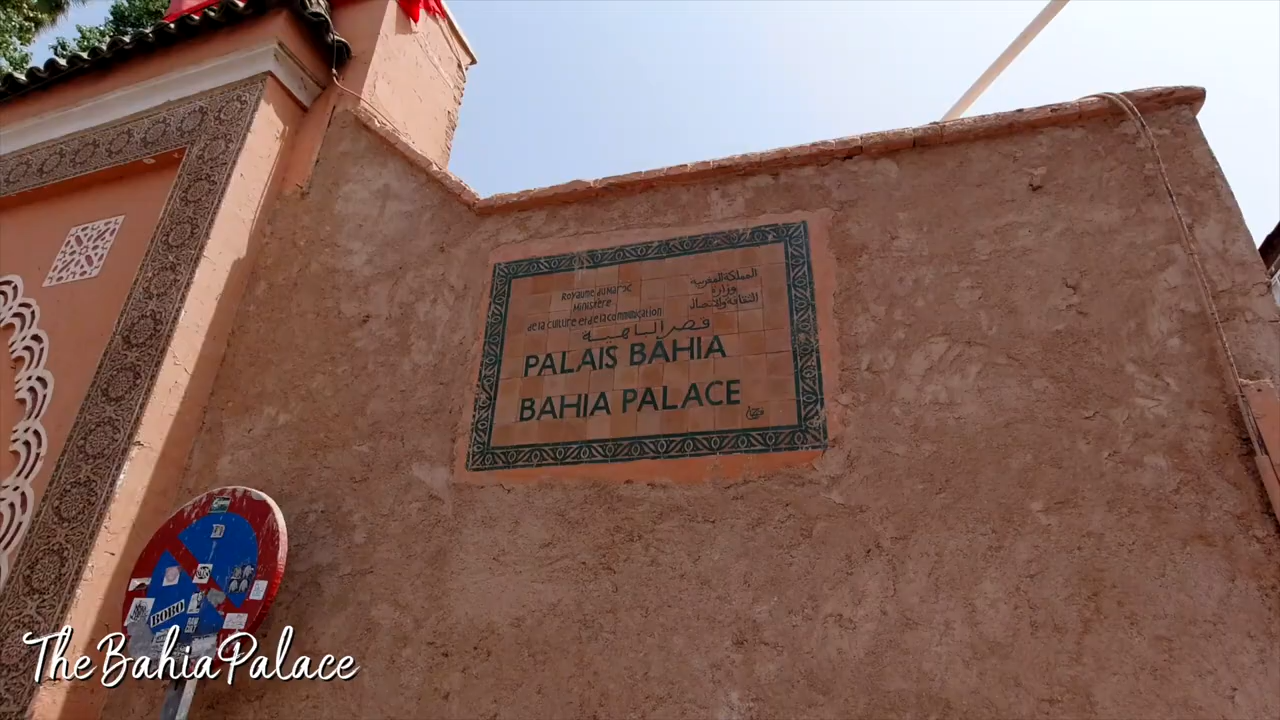 Royaume du Maroc
Ministère
de la culture et de la communication
المملكة المغربية
وزارة
الثقافة والاتصال
قصر الباهية
PALAIS BAHIA
BAHIA PALACE
BOBO
The Bahia Palace